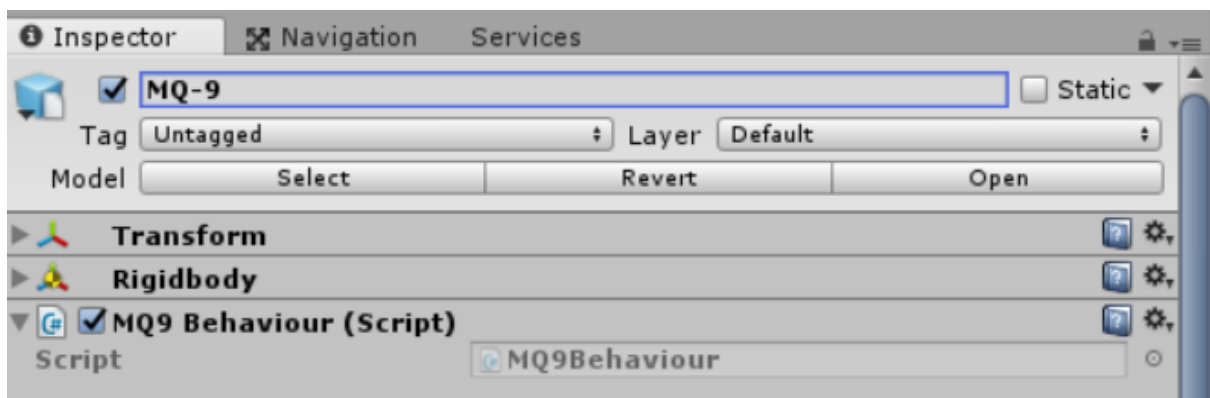 Inspector Navigation Services
MQ-9 Static
Tag Untagged Layer Default
Model Select Revert Open
Transform
Rigidbody
MQ9 Behaviour (Script)
Script MQ9Behaviour